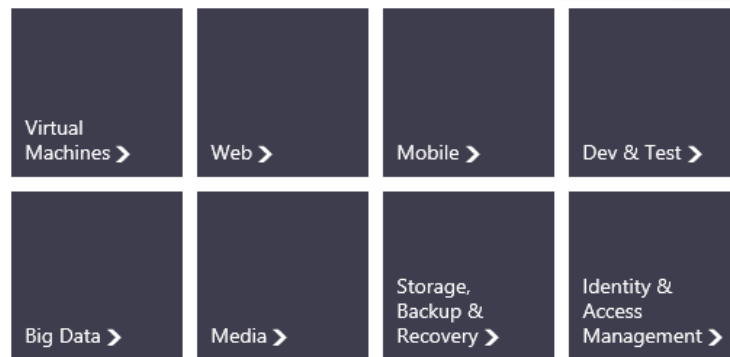 Virtual
Machines ❯
Web ❯
Mobile ❯
Dev & Test ❯
Big Data ❯
Media ❯
Storage,
Backup &
Recovery ❯
Identity &
Access
Management ❯